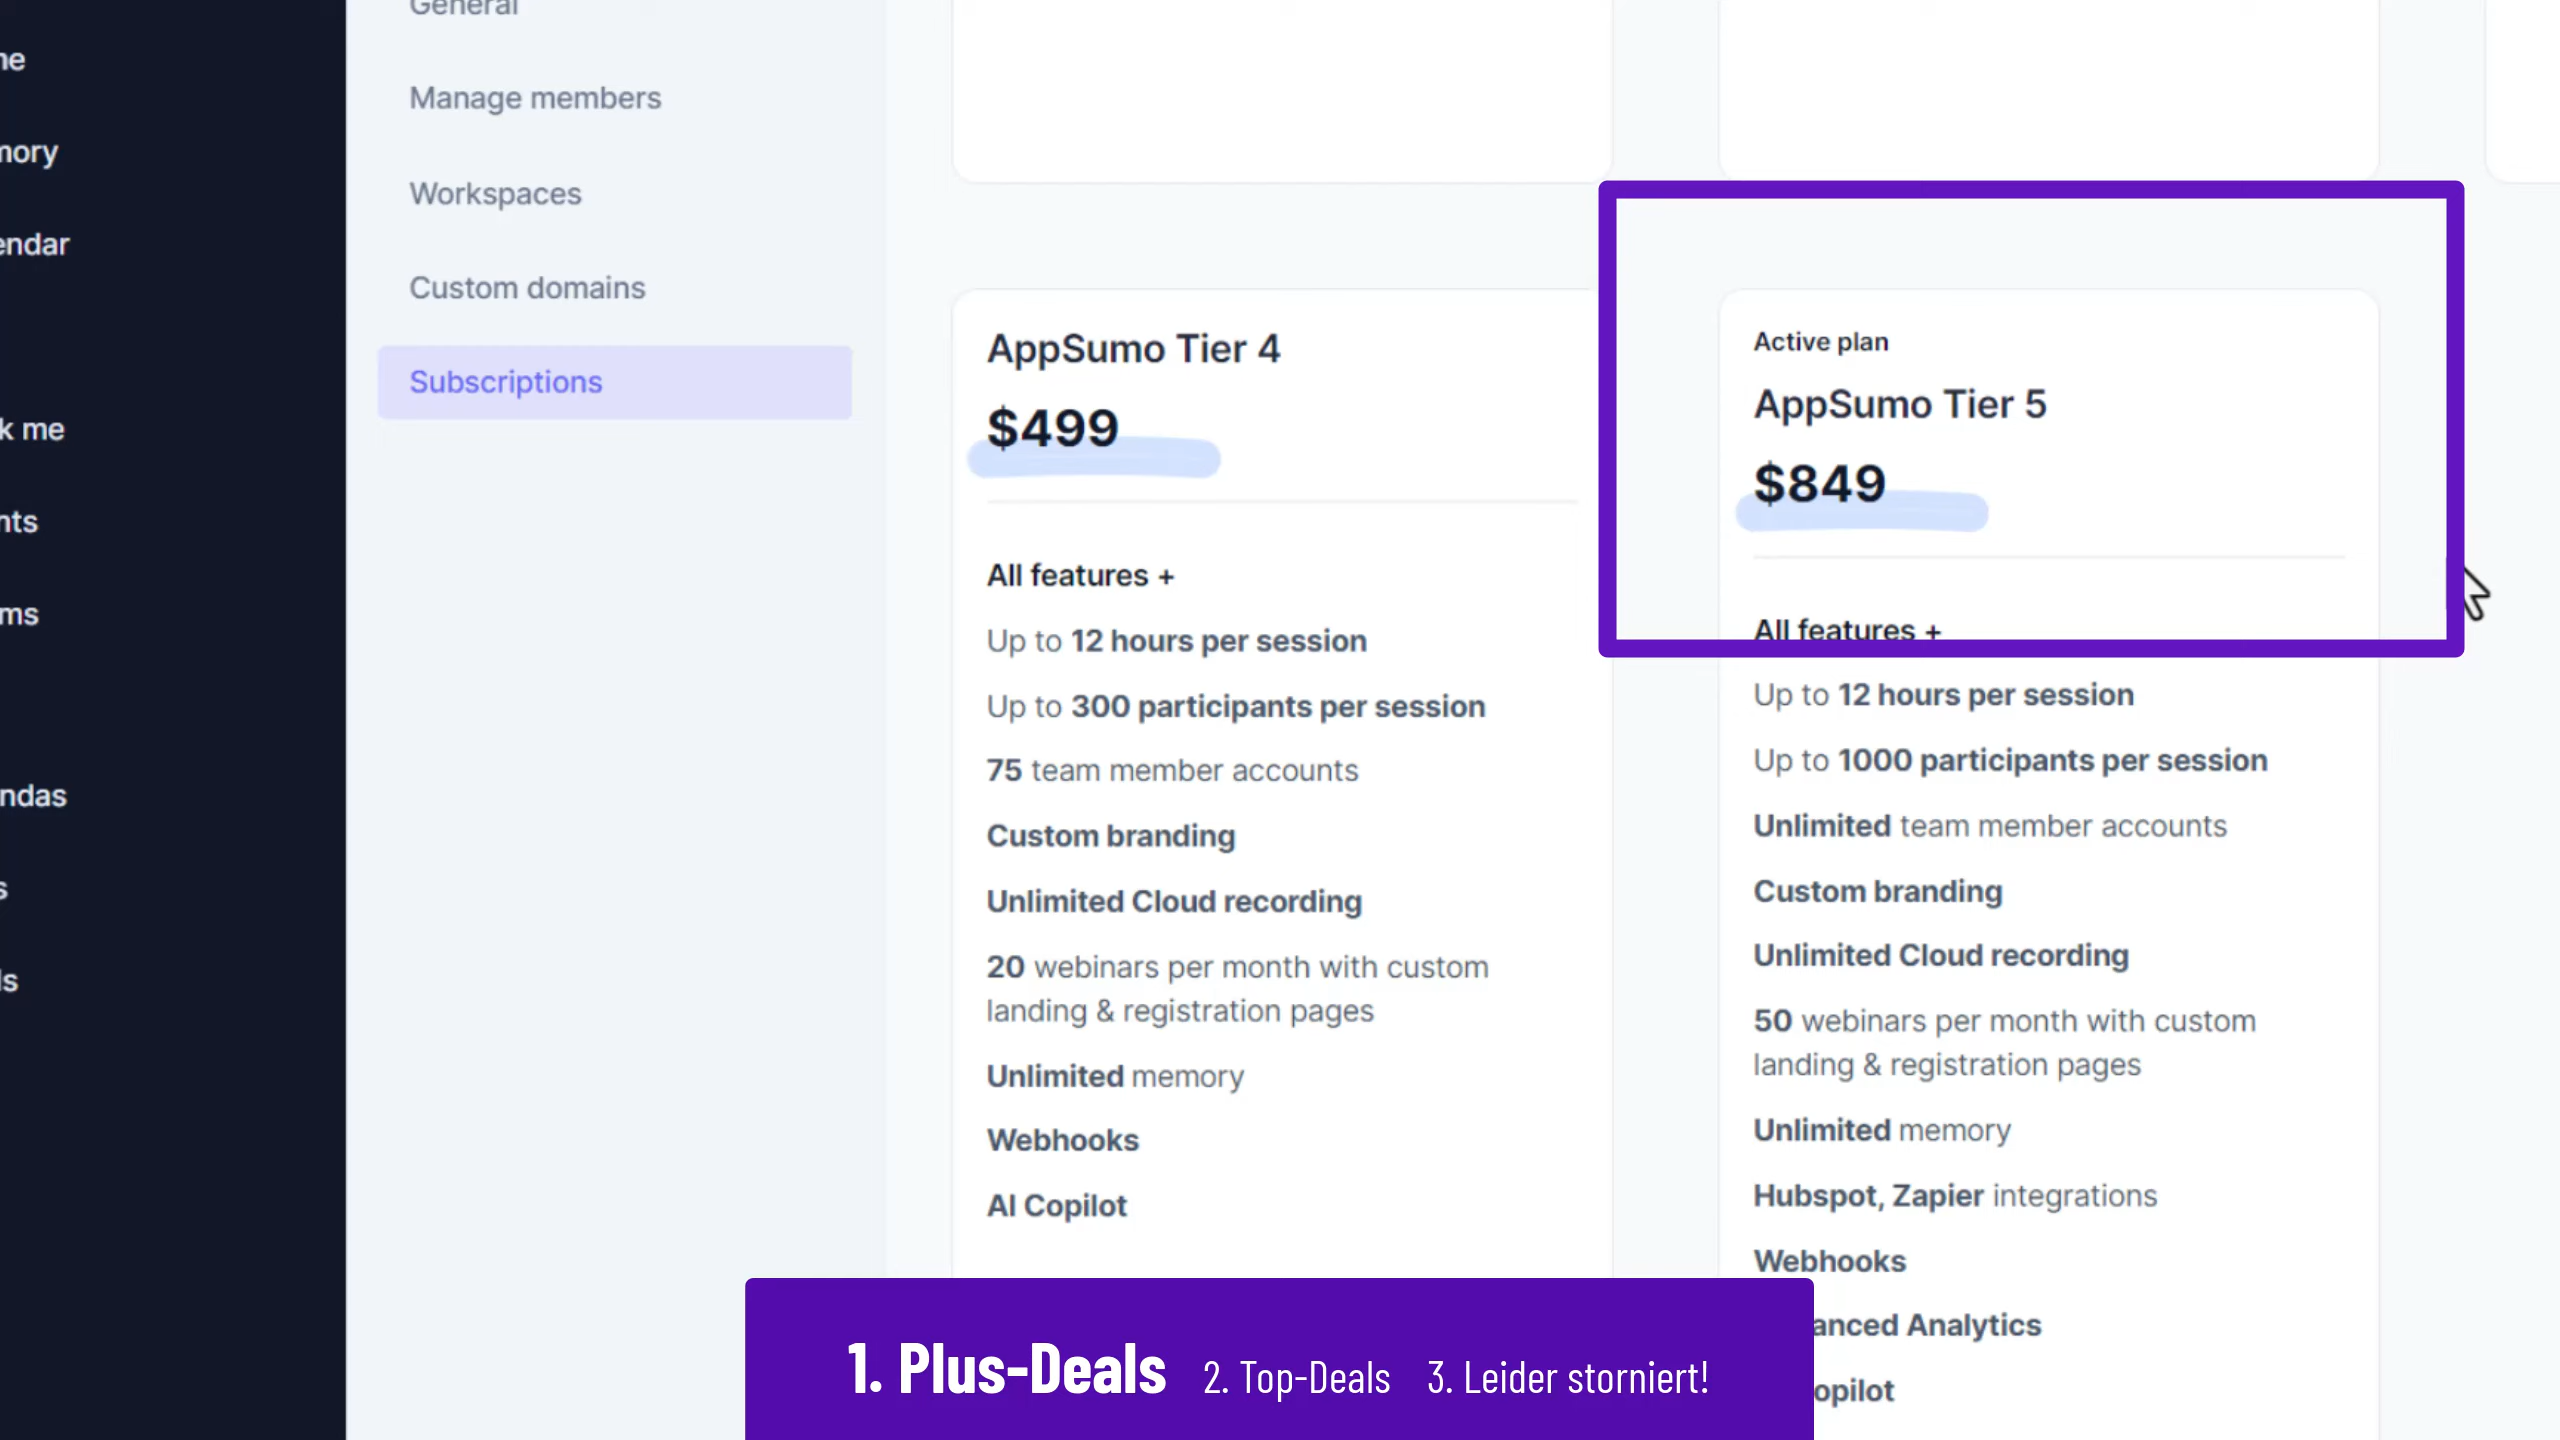 General
Manage members
Workspaces
Custom domains
Subscriptions
k me
AppSumo Tier 4
$499
All features +
Up to 12 hours per session
Up to 300 participants per session
75 team member accounts
Custom branding
Unlimited Cloud recording
20 webinars per month with custom
landing & registration pages
Unlimited memory
Webhooks
AI Copilot
Active plan
AppSumo Tier 5
$849
All features +
Up to 12 hours per session
Up to 1000 participants per session
Unlimited team member accounts
Custom branding
Unlimited Cloud recording
50 webinars per month with custom
landing & registration pages
Unlimited memory
Hubspot, Zapier integrations
Webhooks
anced Analytics
opilot
1. Plus-Deals 2. Top-Deals 3. Leider storniert!